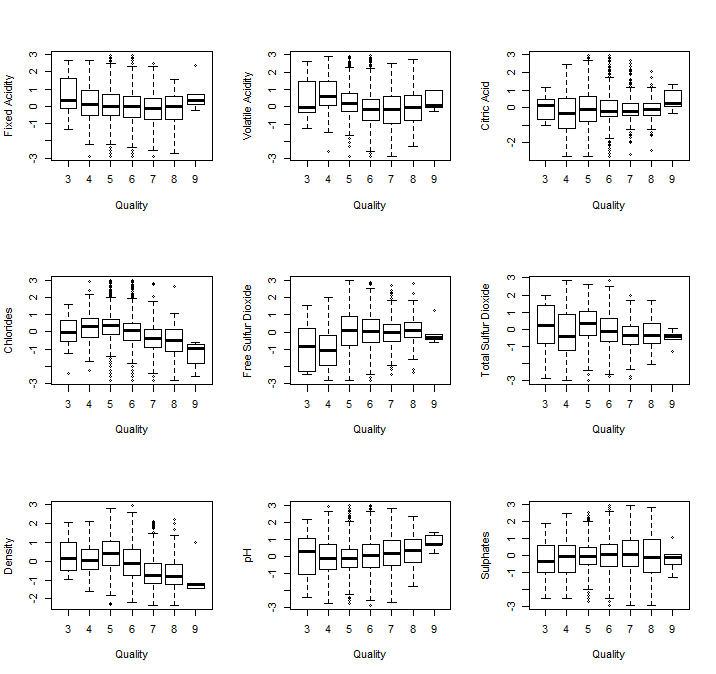 Fixed Acidity
3
2
1
0
-1
-3
3 4 5 6 7 8 9
Quality
Volatile Acidity
3
2
1
0
-1
-3
3 4 5 6 7 8 9
Quality
Citric Acid
3
2
1
0
-2
3 4 5 6 7 8 9
Quality
Chlorides
3
2
1
0
-1
-3
3 4 5 6 7 8 9
Quality
Free Sulfur Dioxide
3
2
1
0
-1
-3
3 4 5 6 7 8 9
Quality
Total Sulfur Dioxide
3
2
1
0
-1
-3
3 4 5 6 7 8 9
Quality
Density
3
2
1
0
-1
-2
3 4 5 6 7 8 9
Quality
pH
3
2
1
0
-1
-3
3 4 5 6 7 8 9
Quality
Sulphates
3
2
1
0
-1
-3
3 4 5 6 7 8 9
Quality